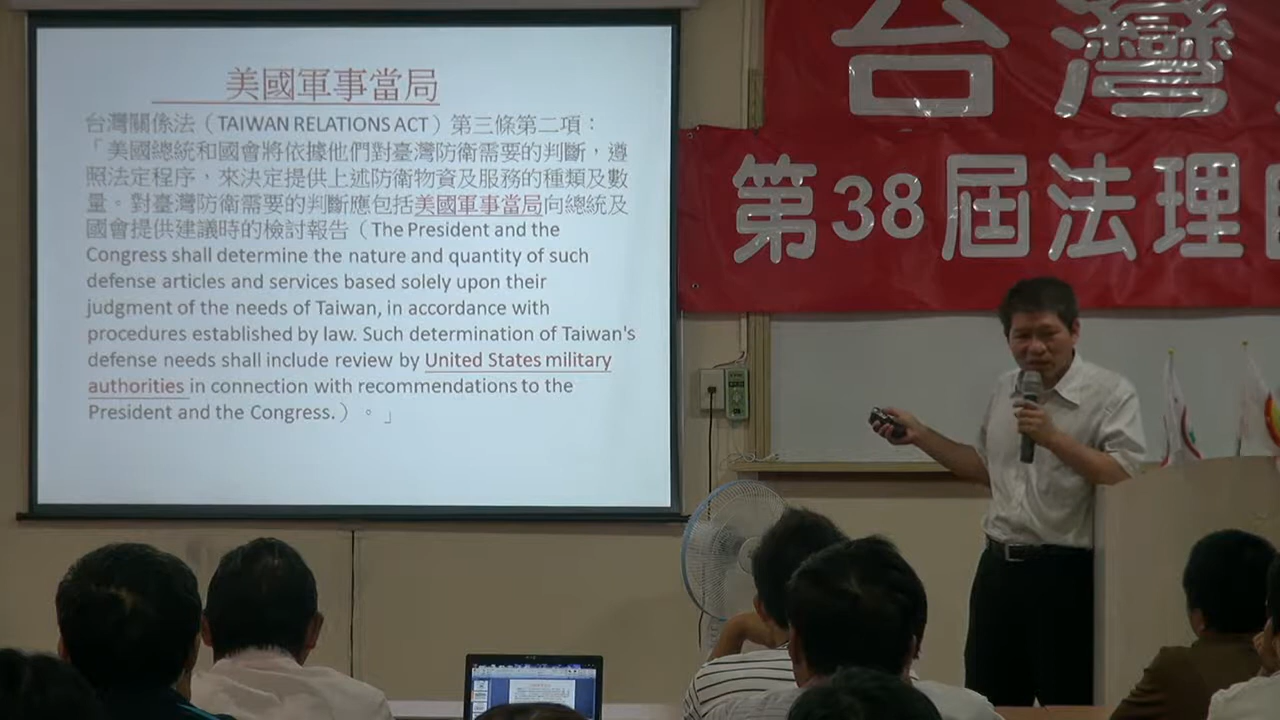 美國軍事當局
台灣關係法（TAIWAN RELATIONS ACT）第三條第二項：
「美國總統和國會將依據他們對臺灣防衛需要的判斷，遵
照法定程序，來決定提供上述防衛物資及服務的種類及數
量。對臺灣防衛需要的判斷應包括美國軍事當局向總統及
國會提供建議時的檢討報告（The President and the
Congress shall determine the nature and quantity of such
defense articles and services based solely upon their
judgment of the needs of Taiwan, in accordance with
procedures established by law. Such determination of Taiwan's
defense needs shall include review by United States military
authorities in connection with recommendations to the
President and the Congress.）。」
台灣
第38屆法理